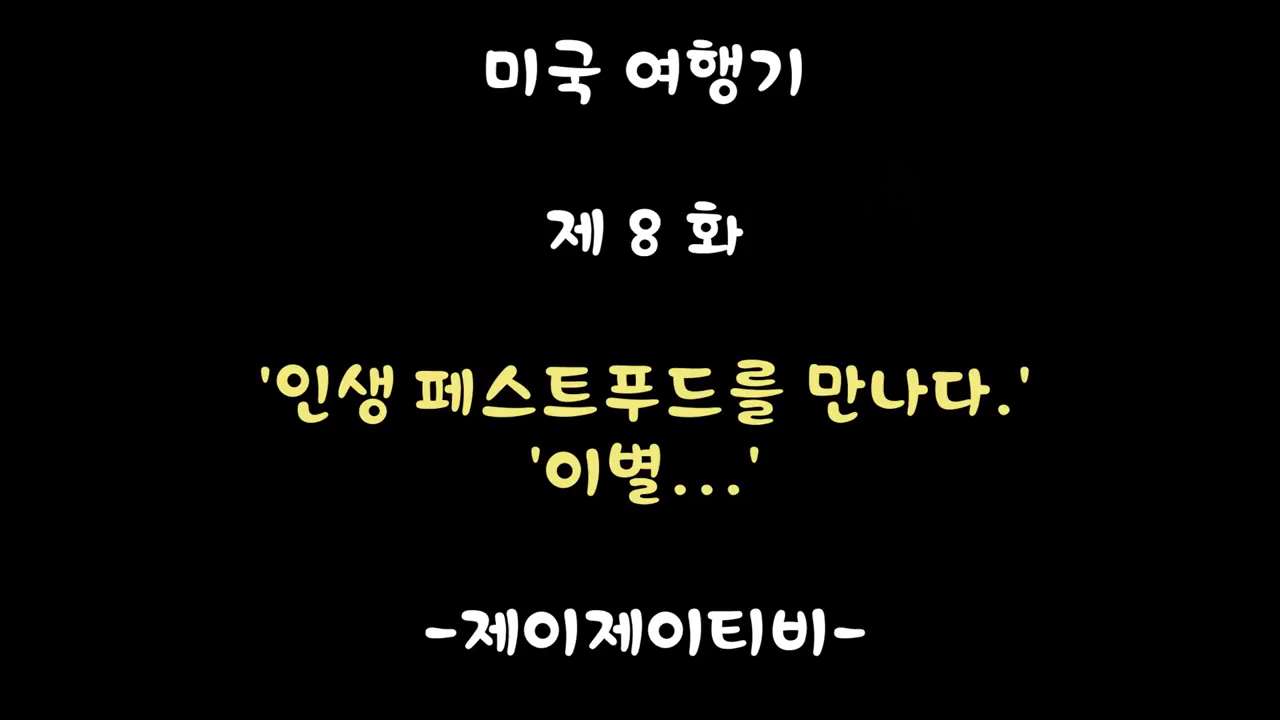 미국 여행기
제 8 화
'인생 페스트푸드를 만나다.'
'이별...'
-제이제이티비-